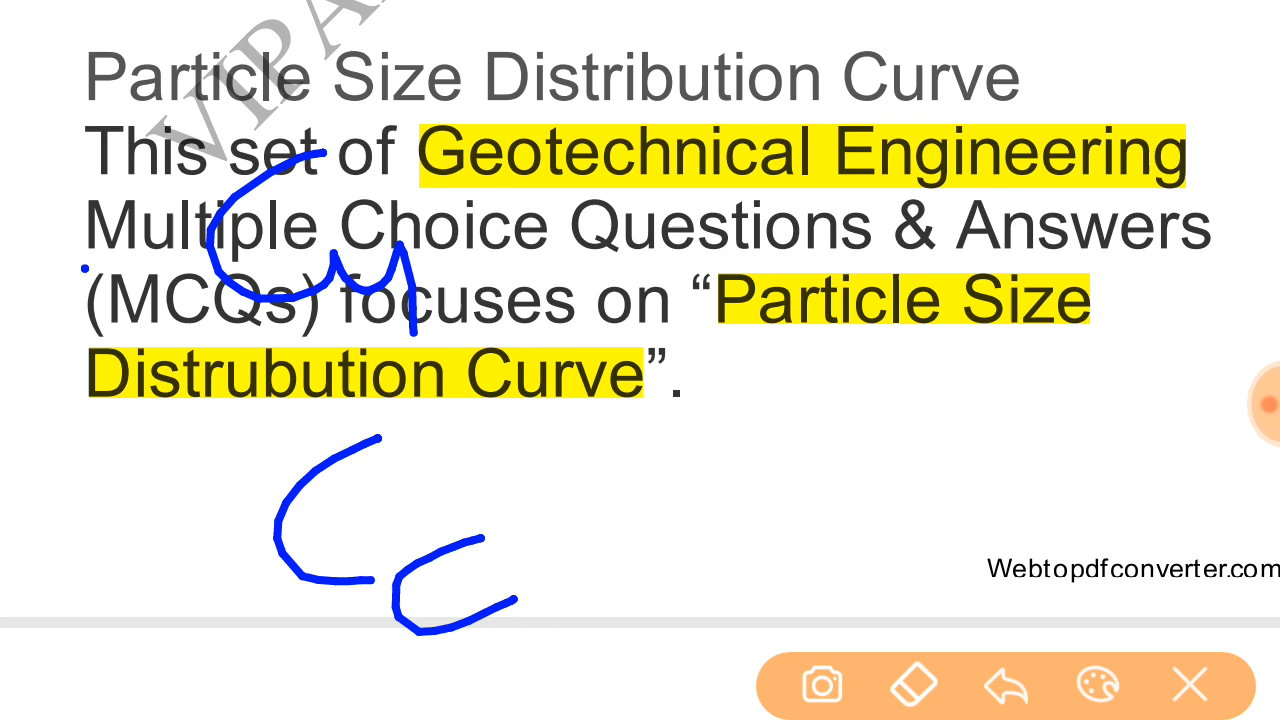 Particle Size Distribution Curve
This set of Geotechnical Engineering
Multiple Choice Questions & Answers
(MCQs) focuses on “Particle Size
Distrubution Curve”.
Cu
Cc
Webtopdfconverter.com